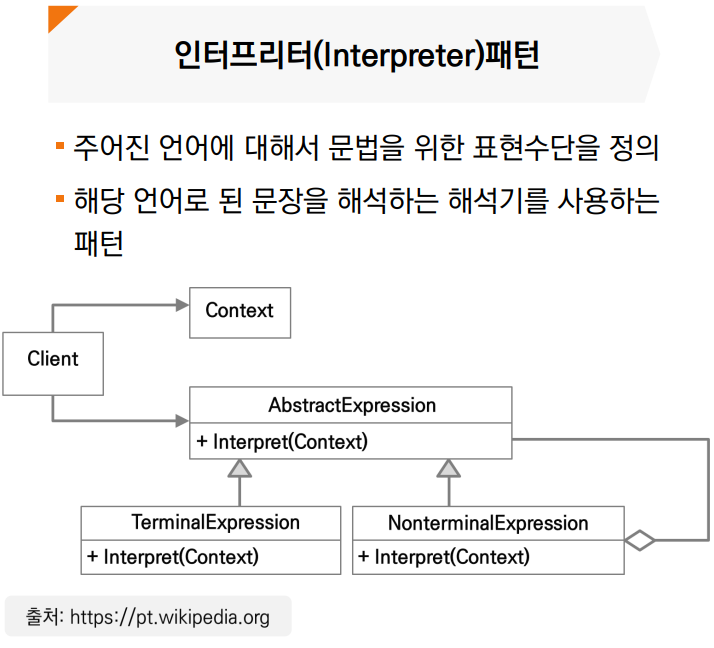 인터프리터(Interpreter)패턴
주어진 언어에 대해서 문법을 위한 표현수단을 정의
해당 언어로 된 문장을 해석하는 해석기를 사용하는
패턴
Context
Client
AbstractExpression
+ Interpret(Context)
TerminalExpression
+ Interpret(Context)
NonterminalExpression
+ Interpret(Context)
출처: https://pt.wikipedia.org